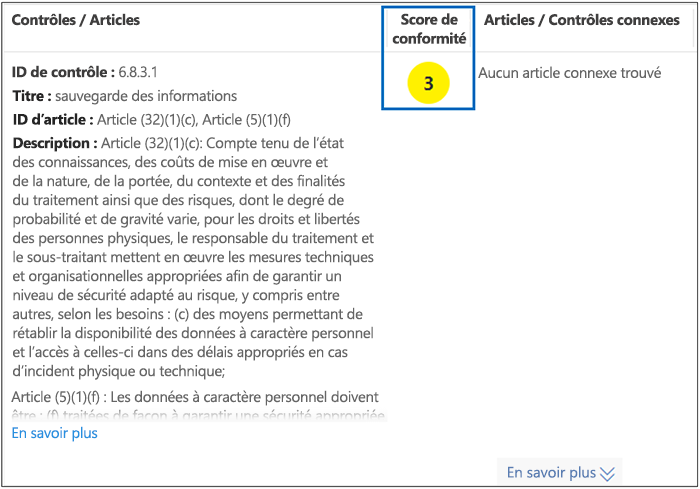 Contrôles / Articles
Score de
conformité
Articles / Contrôles connexes
ID de contrôle : 6.8.3.1
Titre : sauvegarde des informations
ID d'article : Article (32)(1)(c), Article (5)(1)(f)
Description : Article (32)(1)(c): Compte tenu de l'état
des connaissances, des coûts de mise en œuvre et
de la nature, de la portée, du contexte et des finalités
du traitement ainsi que des risques, dont le degré de
probabilité et de gravité varie, pour les droits et libertés
des personnes physiques, le responsable du traitement et
le sous-traitant mettent en œuvre les mesures techniques
et organisationnelles appropriées afin de garantir un
niveau de sécurité adapté au risque, y compris entre
autres, selon les besoins : (c) des moyens permettant de
rétablir la disponibilité des données à caractère personnel
et l'accès à celles-ci dans des délais appropriés en cas
d'incident physique ou technique;
Article (5)(1)(f) : Les données à caractère personnel doivent
être : (f) traitées de façon à garantir une sécurité appropriée
En savoir plus
3
Aucun article connexe trouvé
En savoir plus